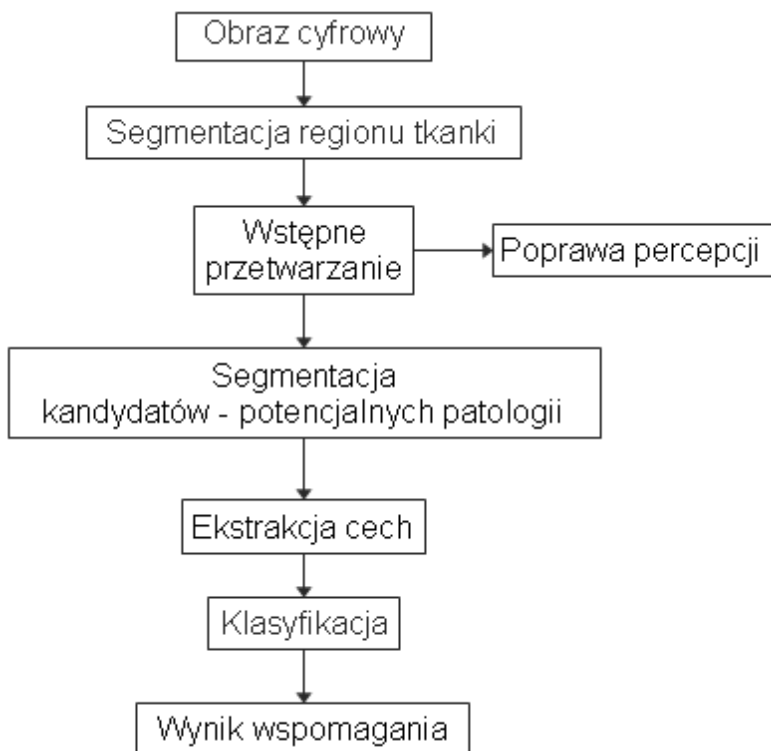 Obraz cyfrowy
Segmentacja regionu tkanki
Wstępne
przetwarzanie
Poprawa percepcji
Segmentacja
kandydatów - potencjalnych patologii
Ekstrakcja cech
Klasyfikacja
Wynik wspomagania